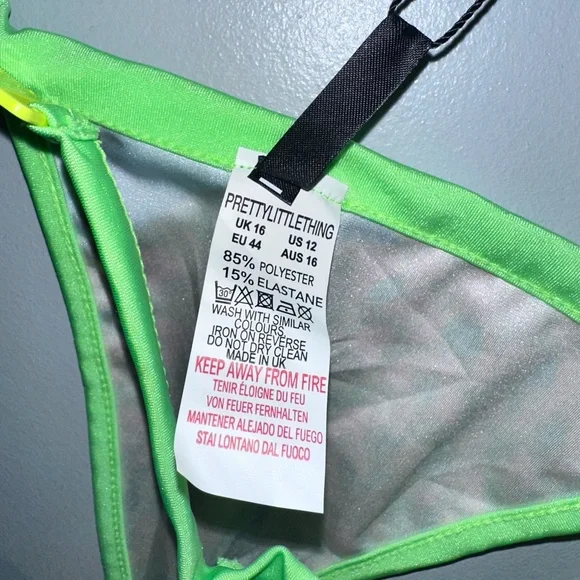 PRETTYLITTLETHING
UK 16 US 12
EU 44 AUS 16
85% POLYESTER
15% ELASTANE
30°
WASH WITH SIMILAR
COLOURS
IRON ON REVERSE
DO NOT DRY CLEAN
MADE IN UK
KEEP AWAY FROM FIRE
TENIR ÉLOIGNE DU FEU
VON FEUER FERNHALTEN
MANTENER ALEJADO DEL FUEGO
STAI LONTANO DAL FUOCO